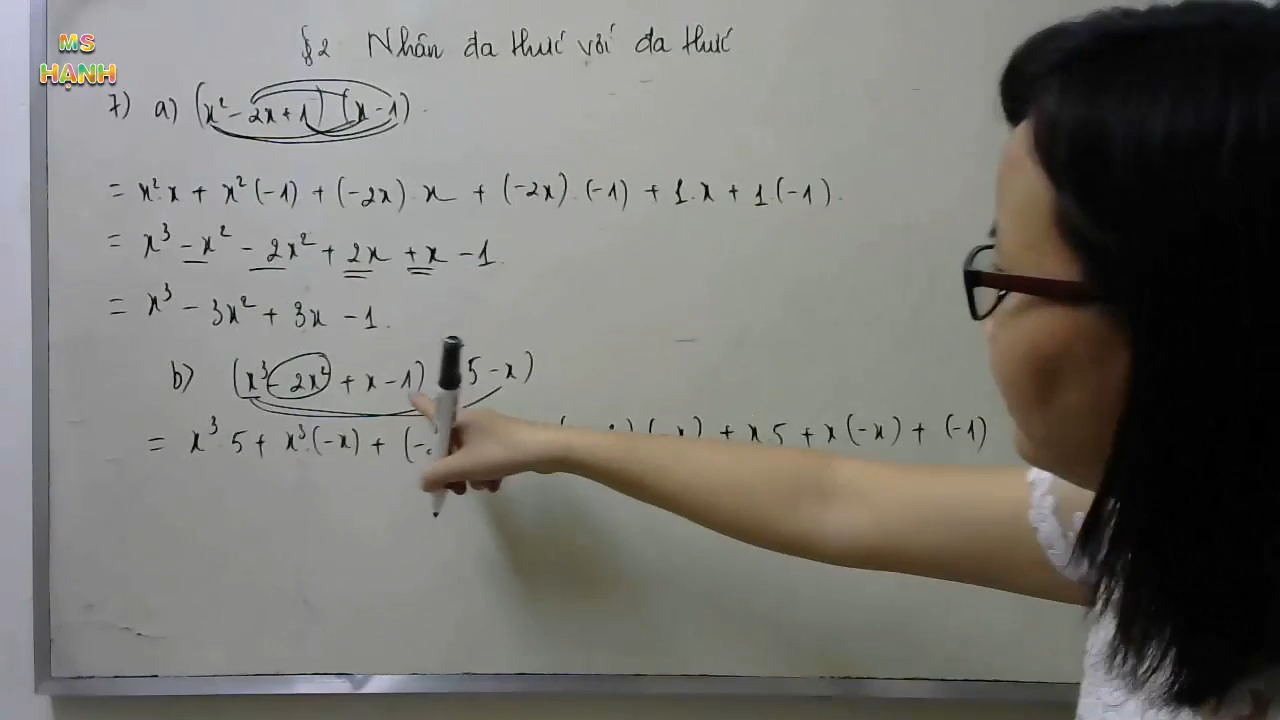 MS
HẠNH
§2 Nhân đa thức với đa thức
7) a) (x² - 2x + 1) (x - 1).
= x².x + x²(-1) + (-2x).x + (-2x).(-1) + 1.x + 1.(-1).
= x³ - x² - 2x² + 2x + x - 1.
= x³ - 3x² + 3x - 1.
b) (x³ - 2x² + x - 1) 5 - x)
= x³.5 + x³.(-x) + (- (-x) + x.5 + x(-x) + (-1)